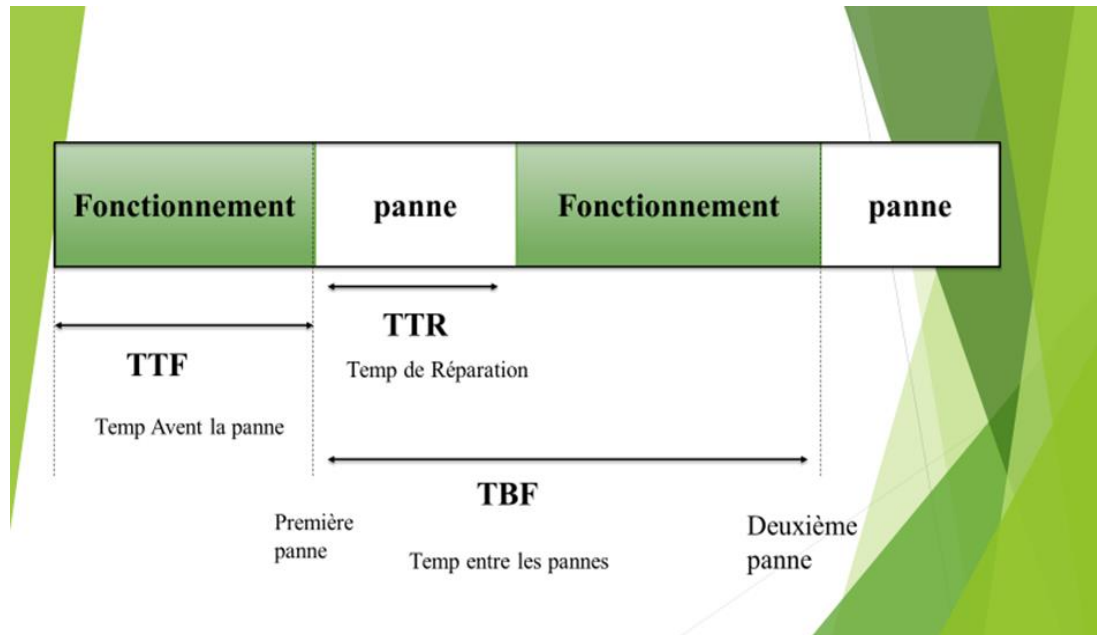 Fonctionnement
panne
Fonctionnement
panne
TTF
TTR
Temp de Réparation
Temp Avent la panne
TBF
Première
panne
Temp entre les pannes
Deuxième
panne